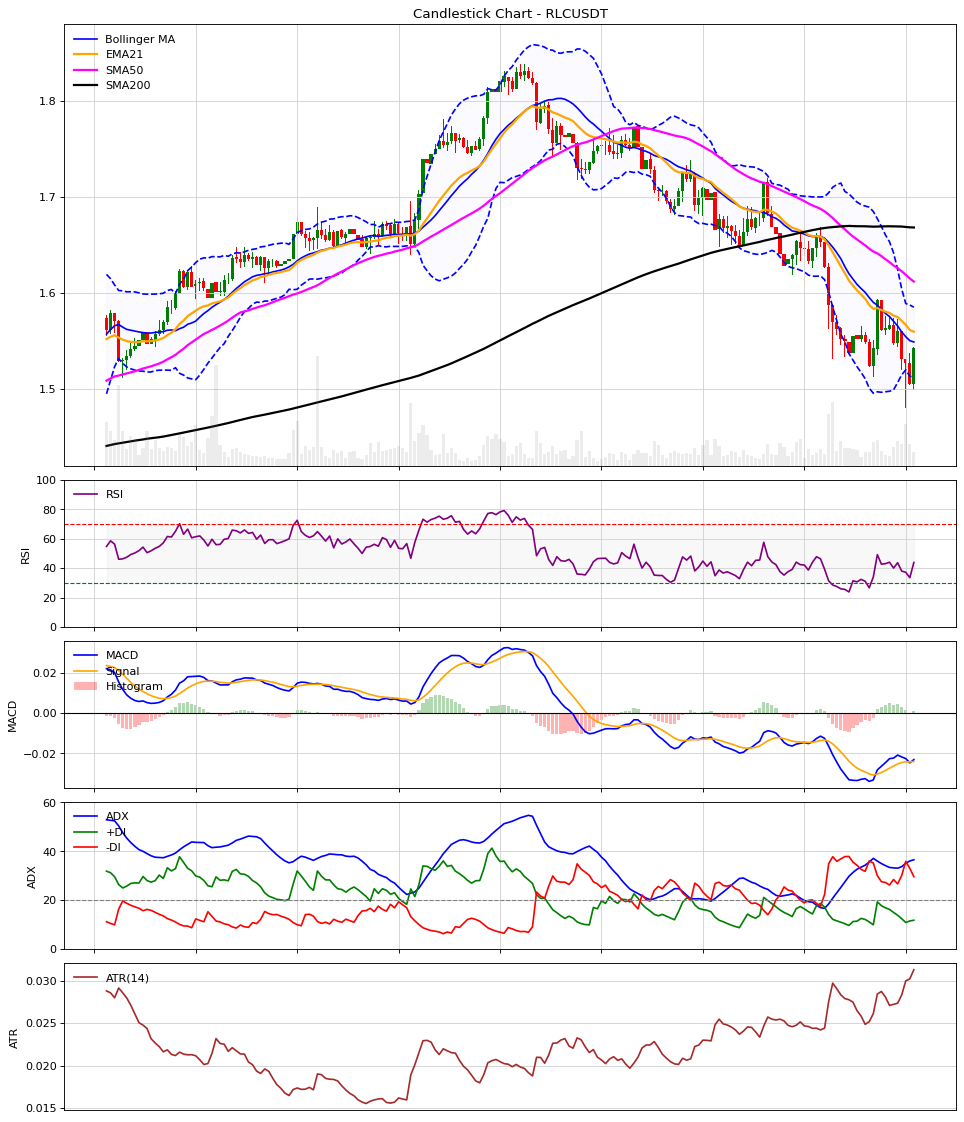 Candlestick Chart - RLCUSDT
Bollinger MA
EMA21
SMA50
SMA200
1.8
1.7
1.6
1.5
RSI
RSI
100
80
60
40
20
0
MACD
Signal
Histogram
MACD
0.02
0.00
−0.02
ADX
+DI
-DI
ADX
60
40
20
0
ATR(14)
ATR
0.030
0.025
0.020
0.015